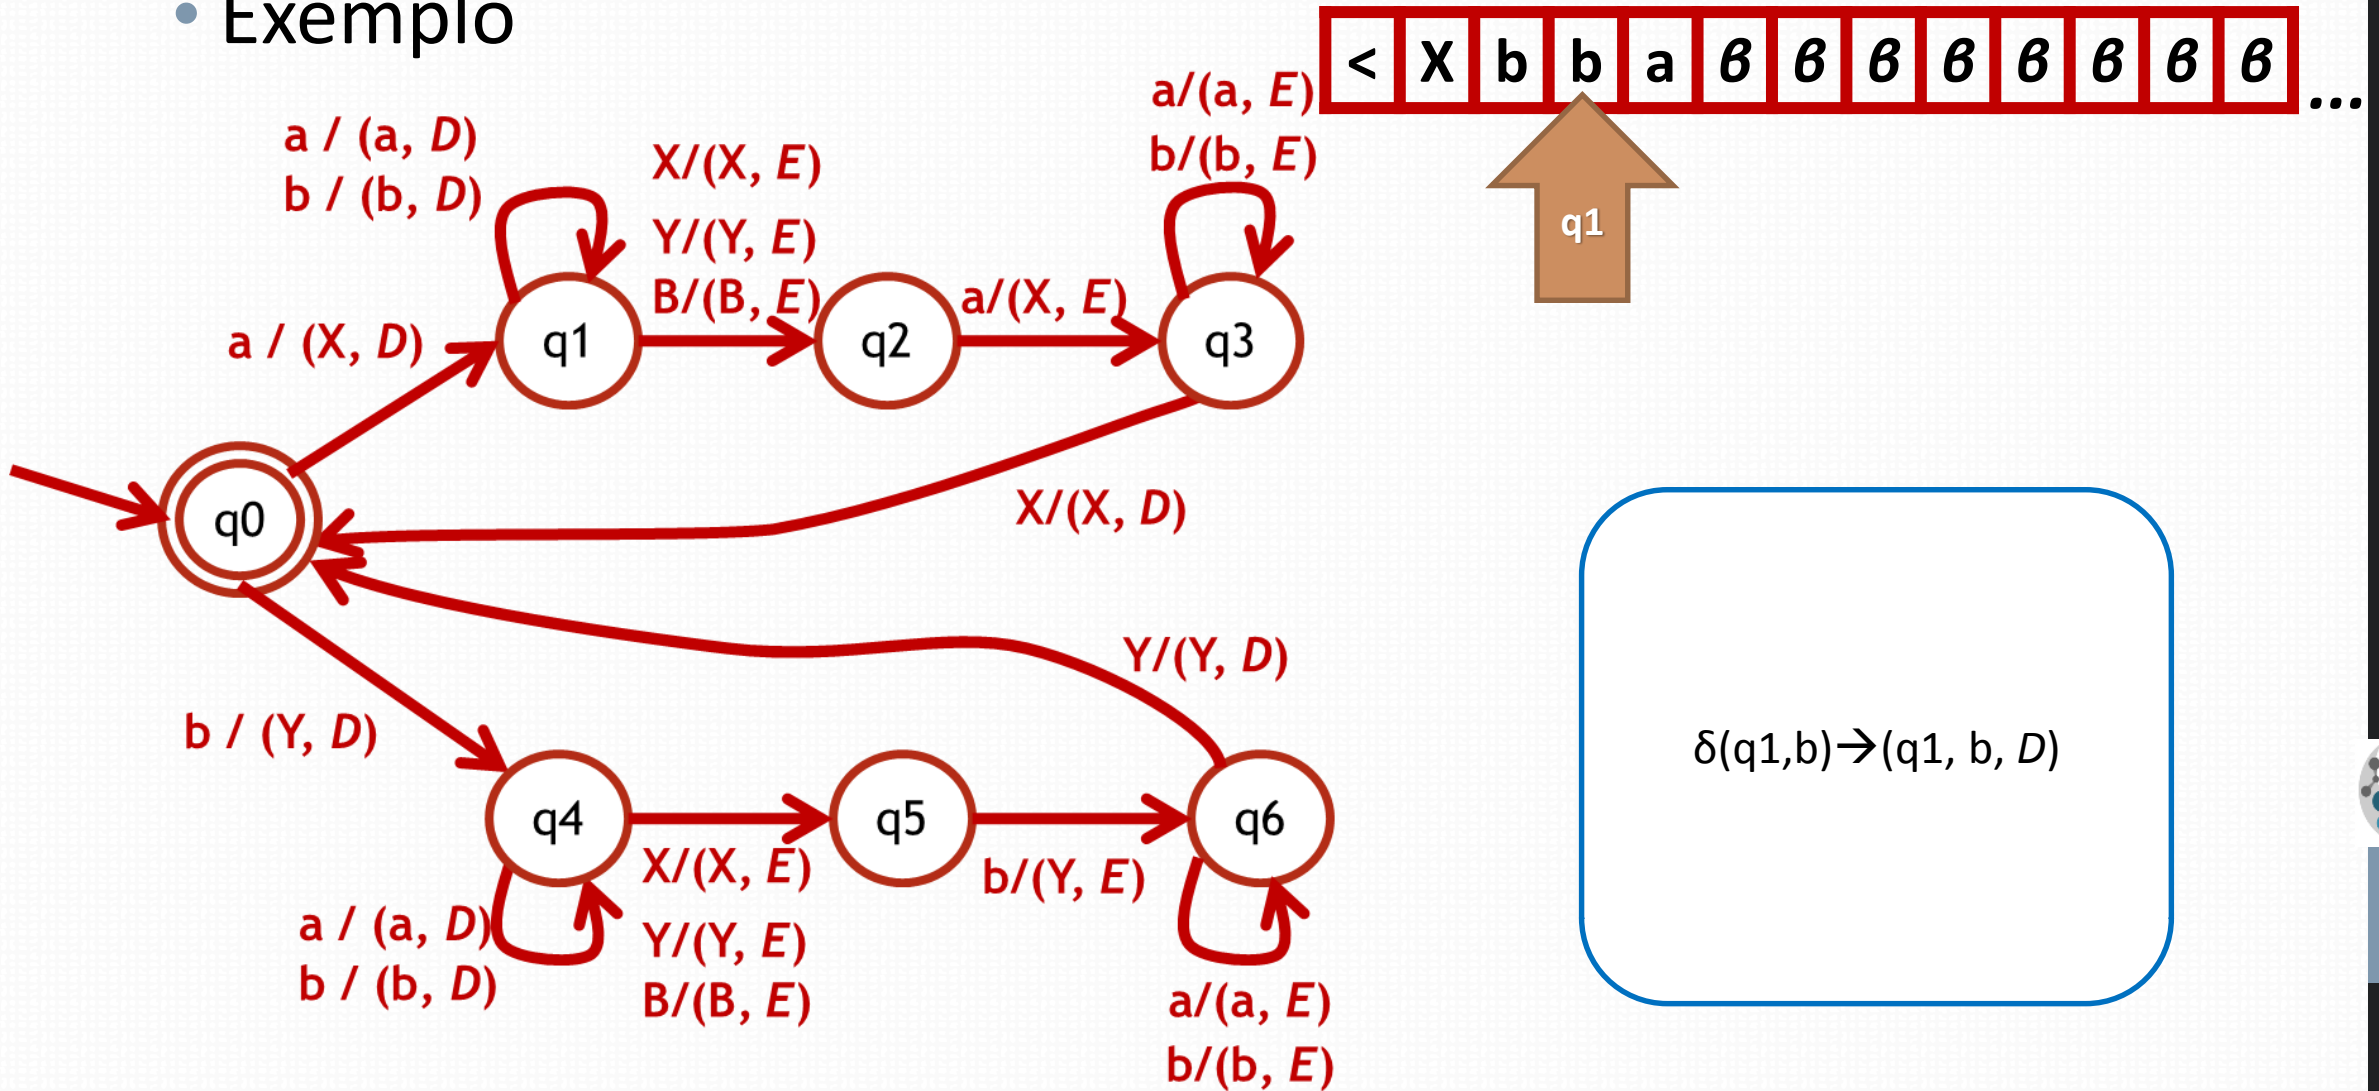 • Exemplo
< X b b a β β β β β β β β ...
q1
a / (a, D)
b / (b, D)
X/(X, E)
Y/(Y, E)
B/(B, E)
a/(a, E)
b/(b, E)
a / (X, D)
q1
a/(X, E)
q2
q3
q0
X/(X, D)
Y/(Y, D)
b / (Y, D)
q4
q5
q6
X/(X, E)
Y/(Y, E)
B/(B, E)
b/(Y, E)
a / (a, D)
b / (b, D)
a/(a, E)
b/(b, E)
δ(q1,b)→(q1, b, D)